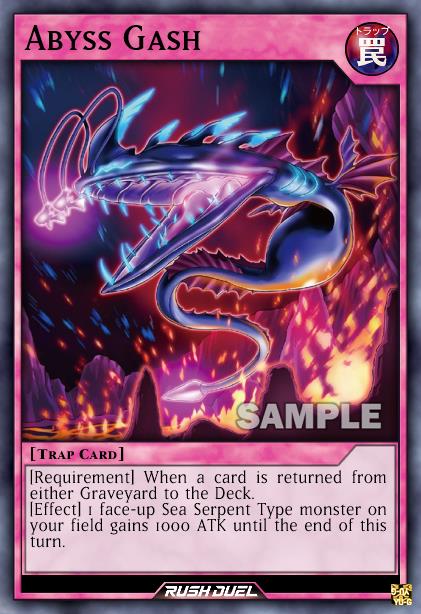 Abyss Gash
トラップ
罠
SAMPLE
[Trap Card]
[Requirement] When a card is returned from
either Graveyard to the Deck.
[Effect] 1 face-up Sea Serpent Type monster on
your field gains 1000 ATK until the end of this
turn.
RUSH DUEL